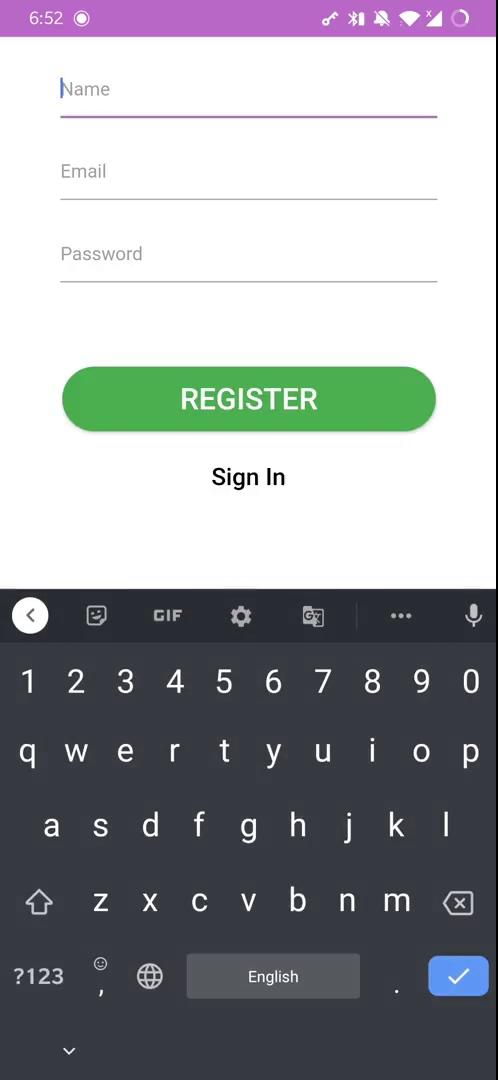 6:52
Name
Email
Password
REGISTER
Sign In
GIF
1 2 3 4 5 6 7 8 9 0
q w e r t y u i o p
a s d f g h j k l
z x c v b n m
?123 , English .